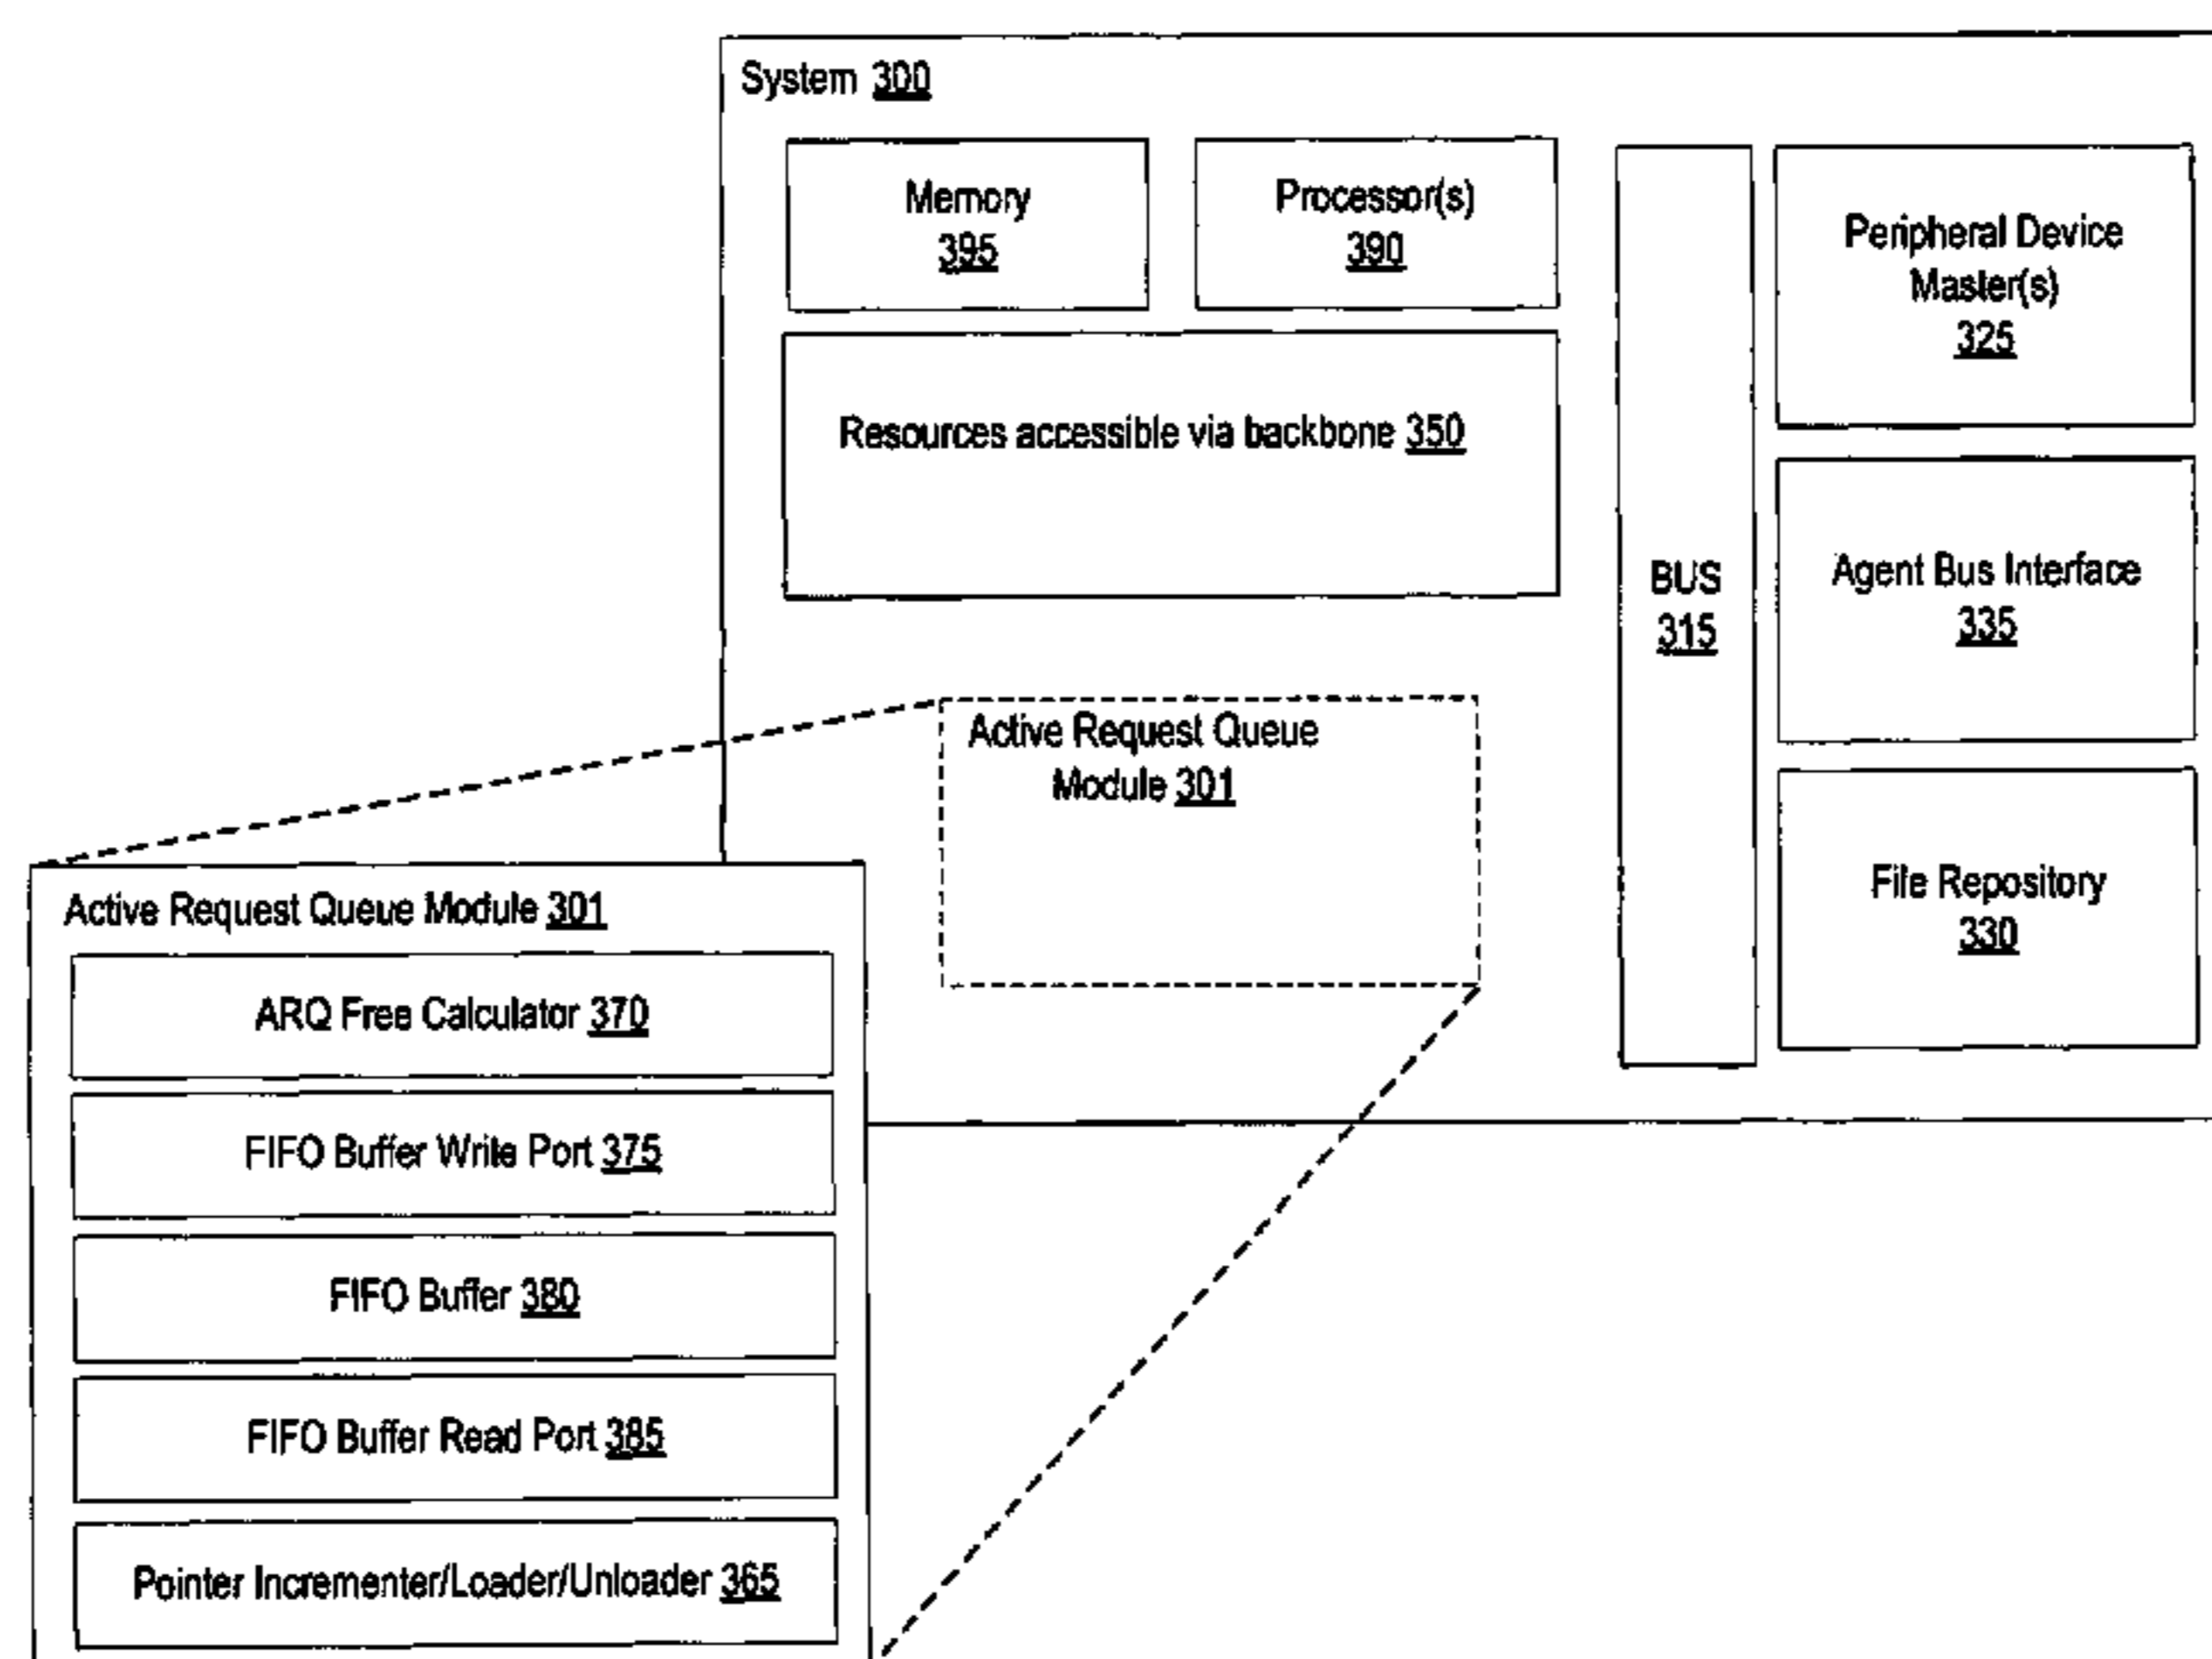 System 300
Memory
395
Processor(s)
390
Resources accessible via backbone 350
BUS
315
Peripheral Device
Master(s)
325
Agent Bus Interface
335
File Repository
330
Active Request Queue
Module 301
Active Request Queue Module 301
ARQ Free Calculator 370
FIFO Buffer Write Port 375
FIFO Buffer 380
FIFO Buffer Read Port 385
Pointer Incrementer/Loader/Unloader 365